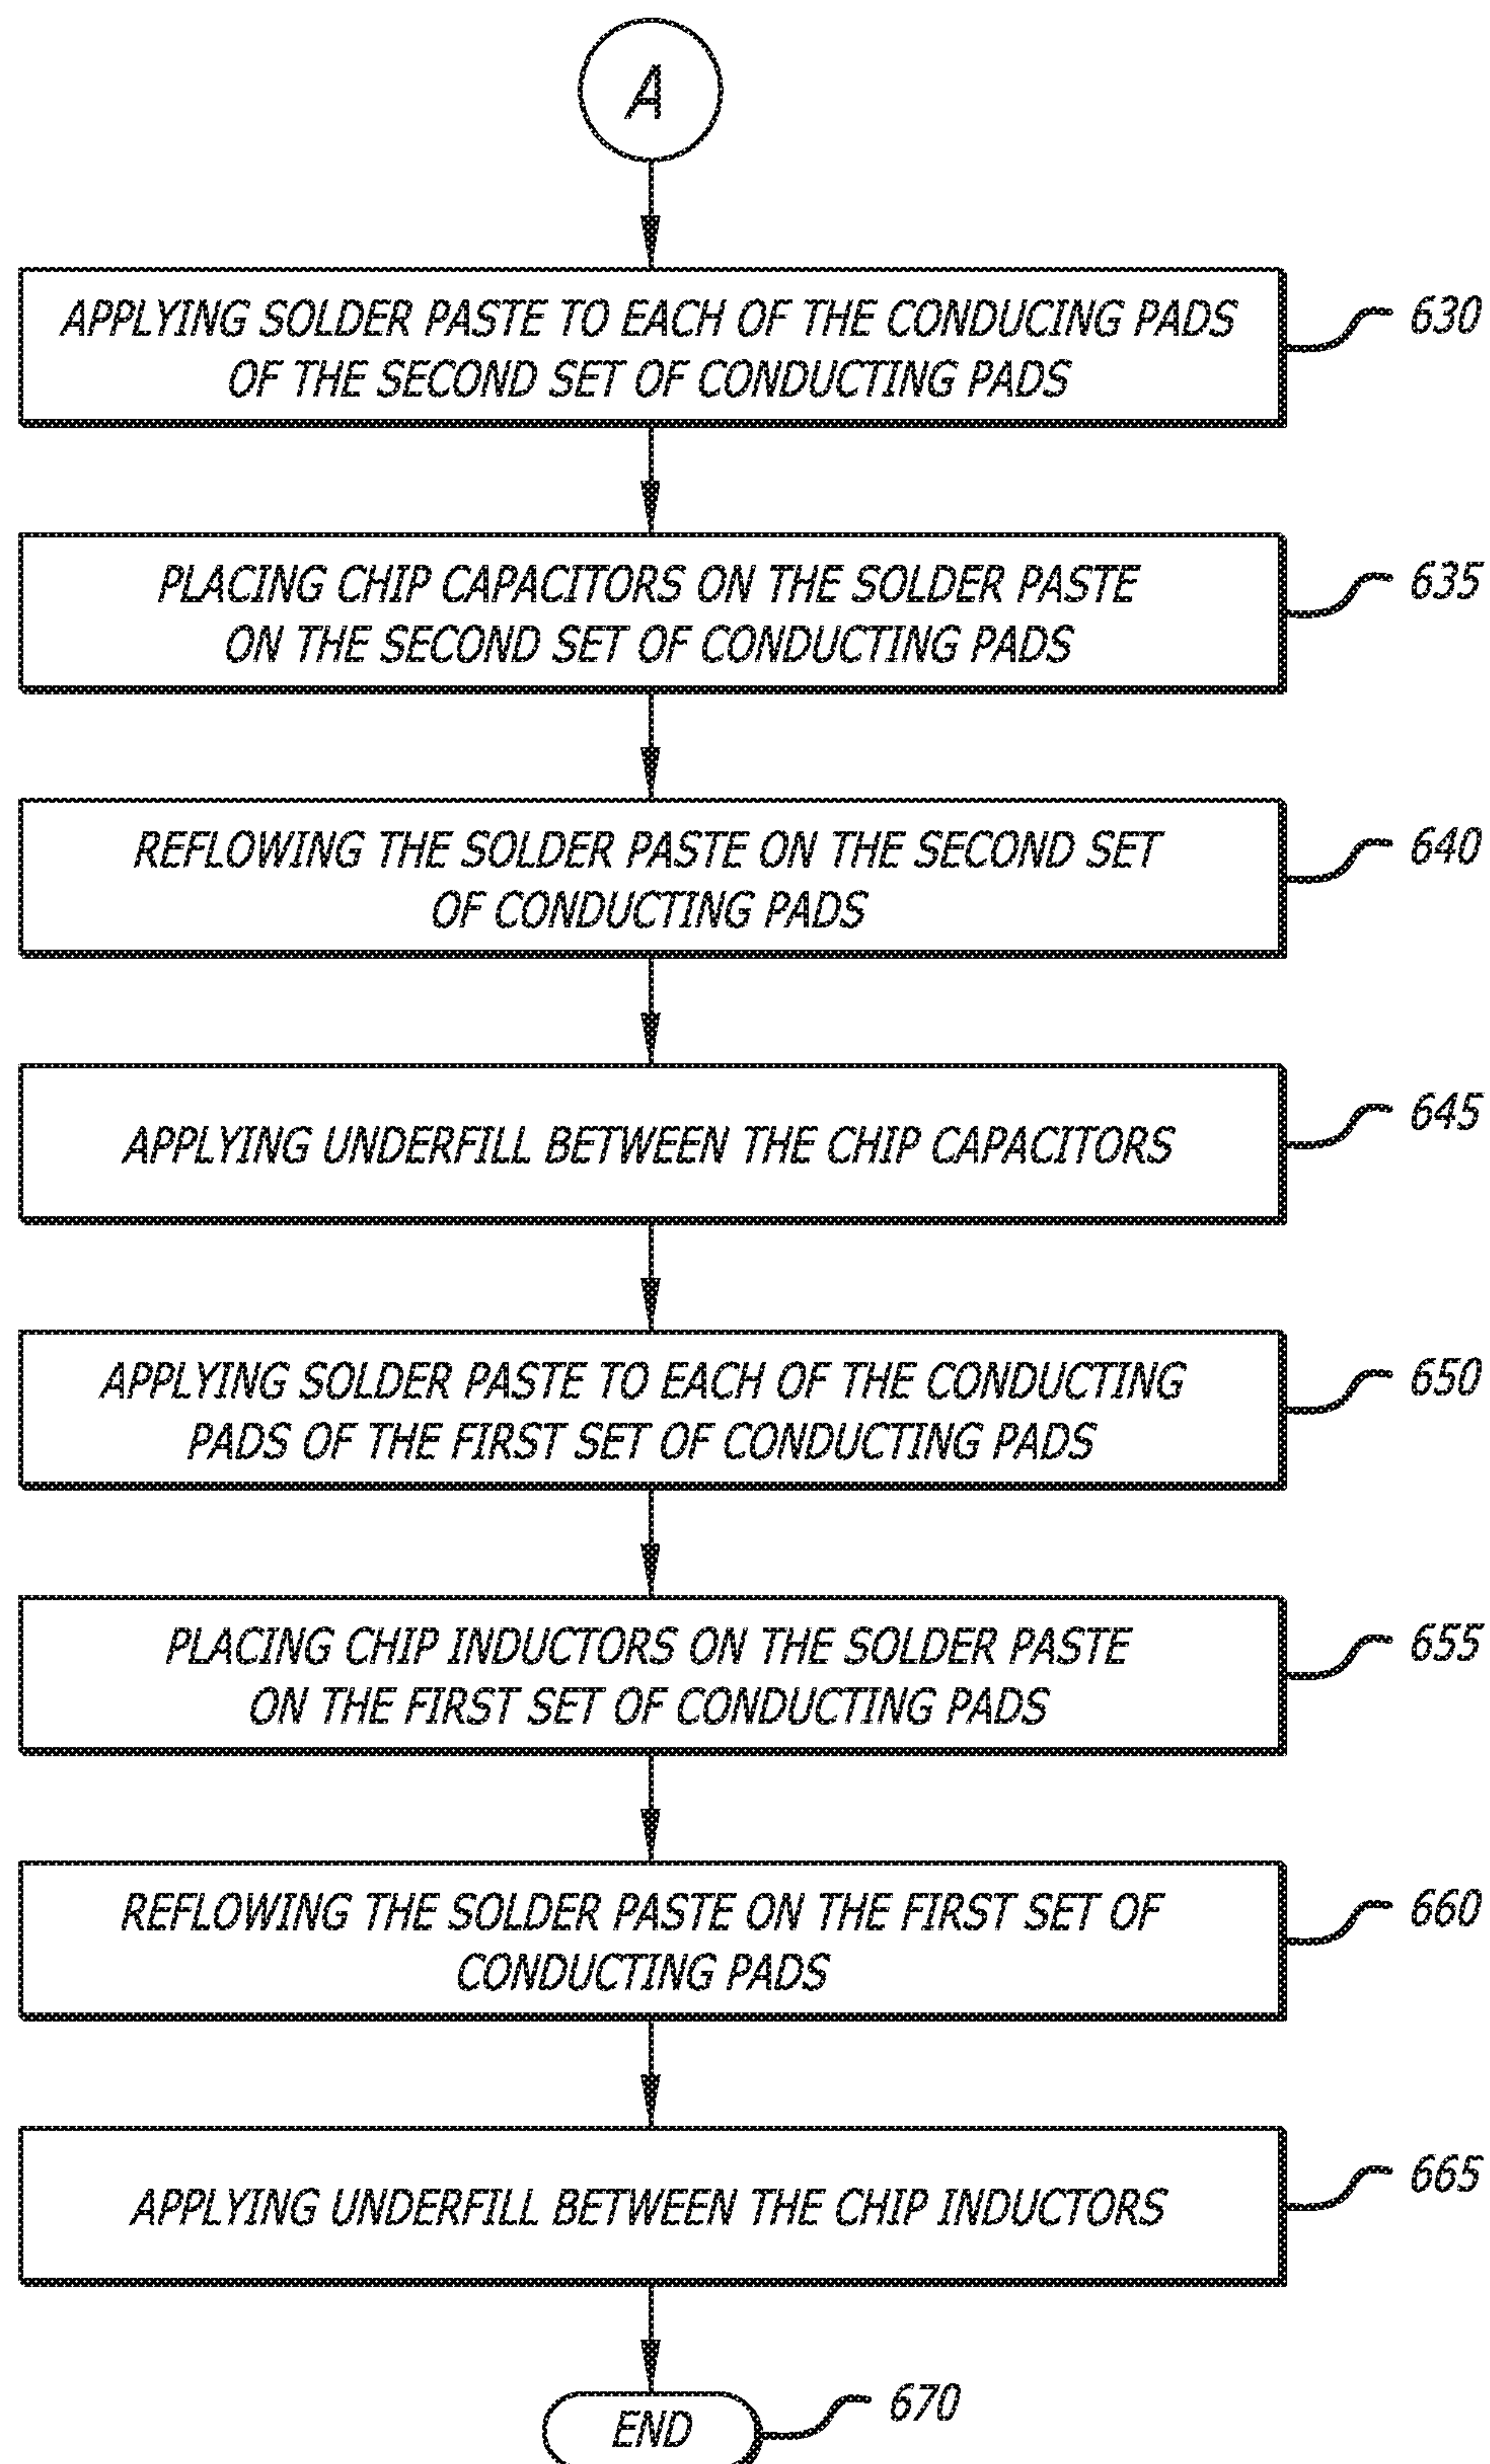 A
APPLYING SOLDER PASTE TO EACH OF THE CONDUCING PADS
OF THE SECOND SET OF CONDUCTING PADS
630
PLACING CHIP CAPACITORS ON THE SOLDER PASTE
ON THE SECOND SET OF CONDUCTING PADS
635
REFLOWING THE SOLDER PASTE ON THE SECOND SET
OF CONDUCTING PADS
640
APPLYING UNDERFILL BETWEEN THE CHIP CAPACITORS
645
APPLYING SOLDER PASTE TO EACH OF THE CONDUCTING
PADS OF THE FIRST SET OF CONDUCTING PADS
650
PLACING CHIP INDUCTORS ON THE SOLDER PASTE
ON THE FIRST SET OF CONDUCTING PADS
655
REFLOWING THE SOLDER PASTE ON THE FIRST SET OF
CONDUCTING PADS
660
APPLYING UNDERFILL BETWEEN THE CHIP INDUCTORS
665
END
670